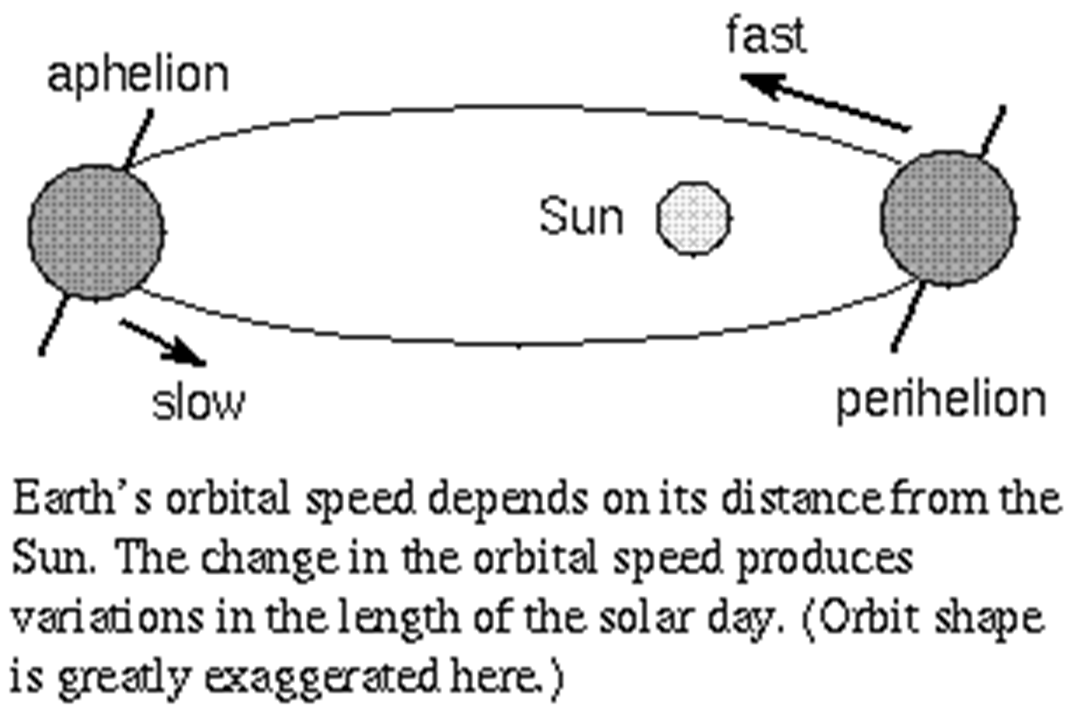 fast
aphelion
Sun
slow
perihelion
Earth's orbital speed depends on its distance from the
Sun. The change in the orbital speed produces
variations in the length of the solar day. (Orbit shape
is greatly exaggerated here.)